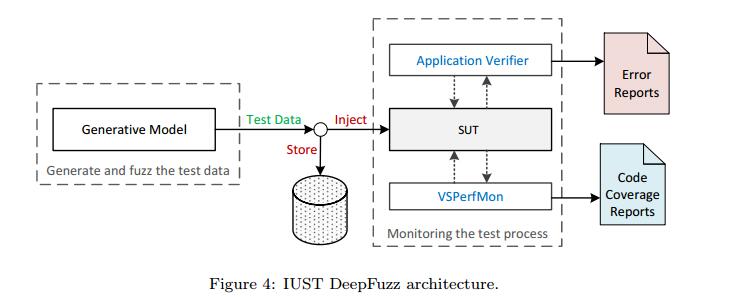 Generative Model
Generate and fuzz the test data
Test Data
Inject
Store
Application Verifier
SUT
VSPerfMon
Monitoring the test process
Error
Reports
Code
Coverage
Reports
Figure 4: IUST DeepFuzz architecture.